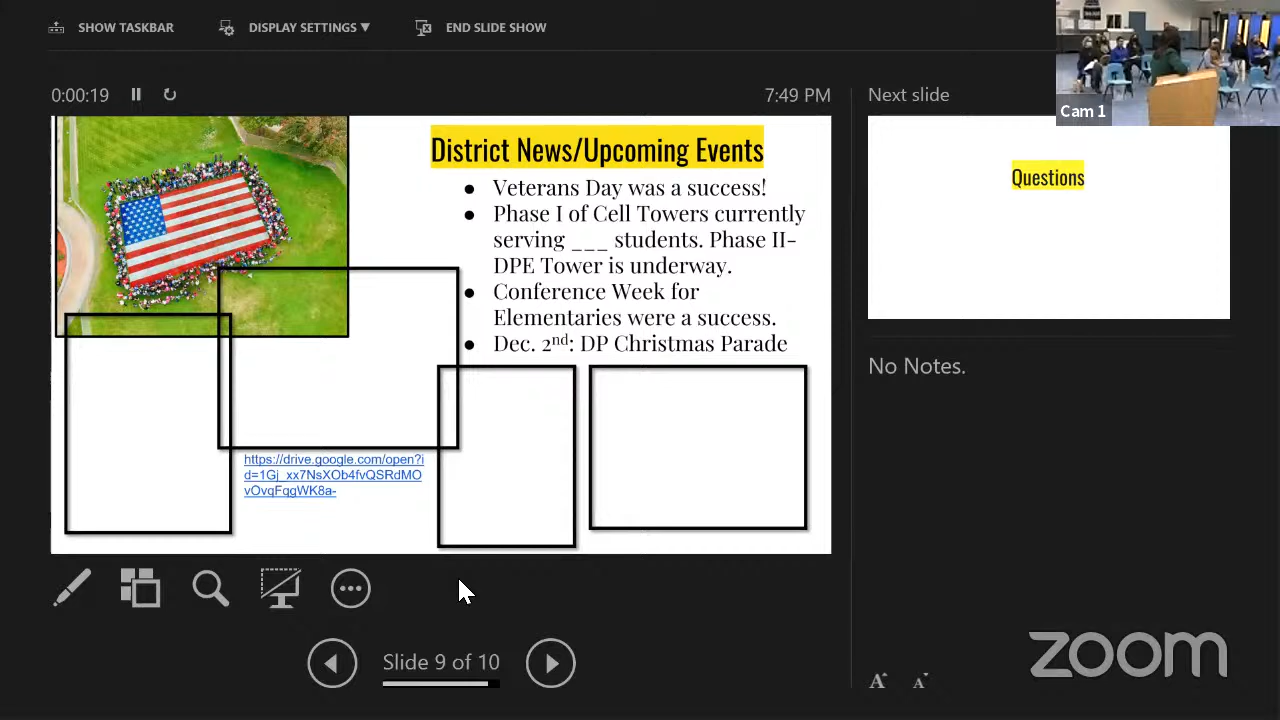 SHOW TASKBAR
DISPLAY SETTINGS ▼
END SLIDE SHOW
Cam 1
0:00:19
7:49 PM
Next slide
District News/Upcoming Events
● Veterans Day was a success!
● Phase I of Cell Towers currently
serving ___ students. Phase II-
DPE Tower is underway.
● Conference Week for
Elementaries were a success.
● Dec. 2nd: DP Christmas Parade
https://drive.google.com/open?i
d=1Gj_xx7NsXOb4fvQSRdMO
vOvqFqgWK8a-
Questions
No Notes.
Slide 9 of 10
A A
zoom